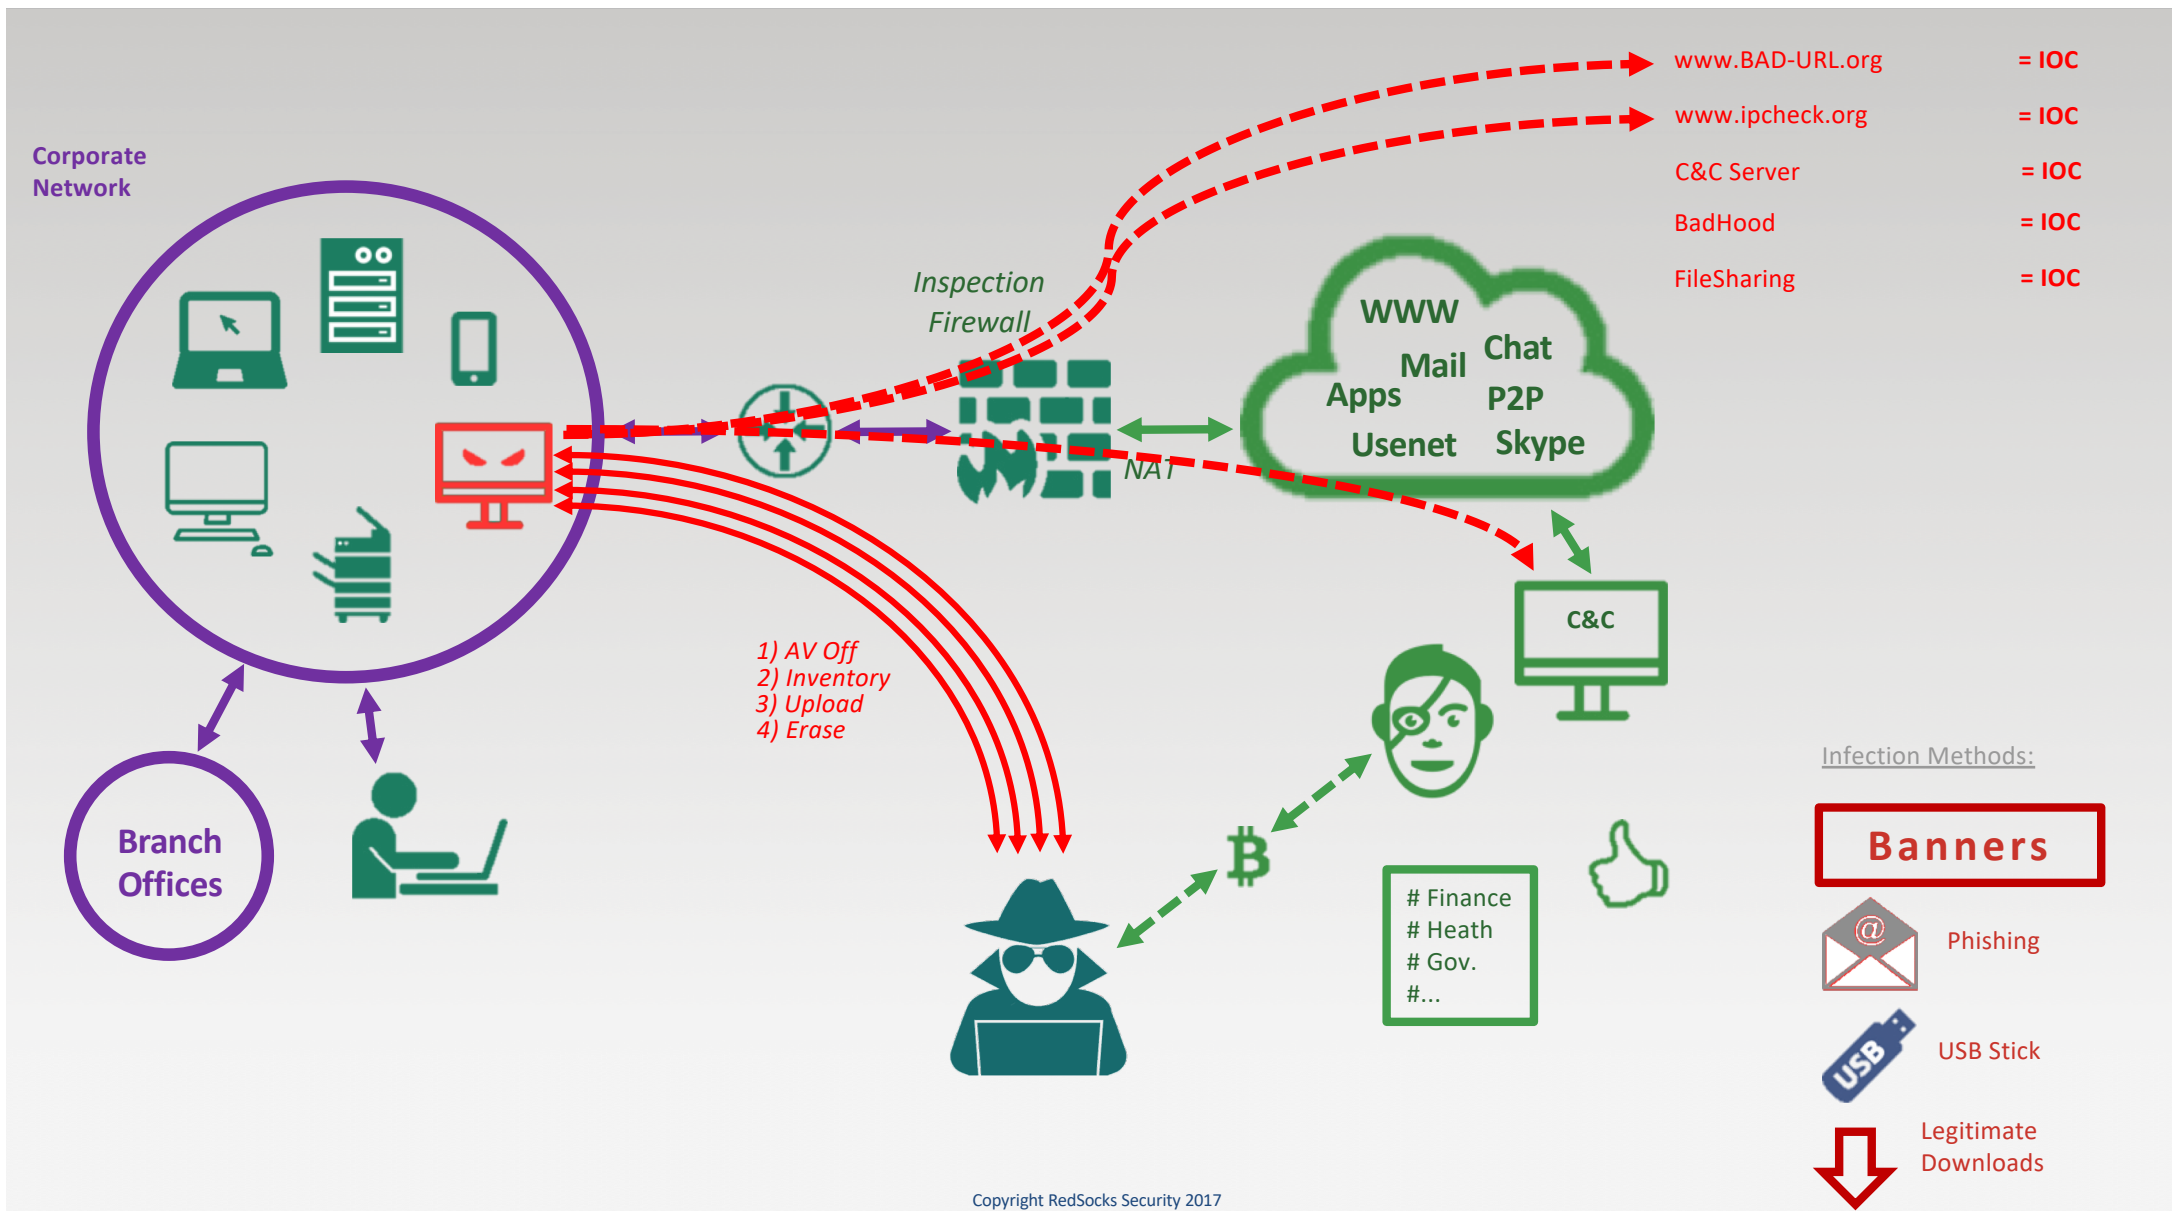 www.BAD-URL.org = IOC
www.ipcheck.org = IOC
C&C Server = IOC
BadHood = IOC
FileSharing = IOC
Corporate
Network
Inspection
Firewall
NAT
WWW
Chat
Mail
Apps
P2P
Usenet
Skype
C&C
1) AV Off
2) Inventory
3) Upload
4) Erase
Branch
Offices
# Finance
# Heath
# Gov.
#...
Infection Methods:
Banners
@
Phishing
USB
USB Stick
Legitimate
Downloads
Copyright RedSocks Security 2017